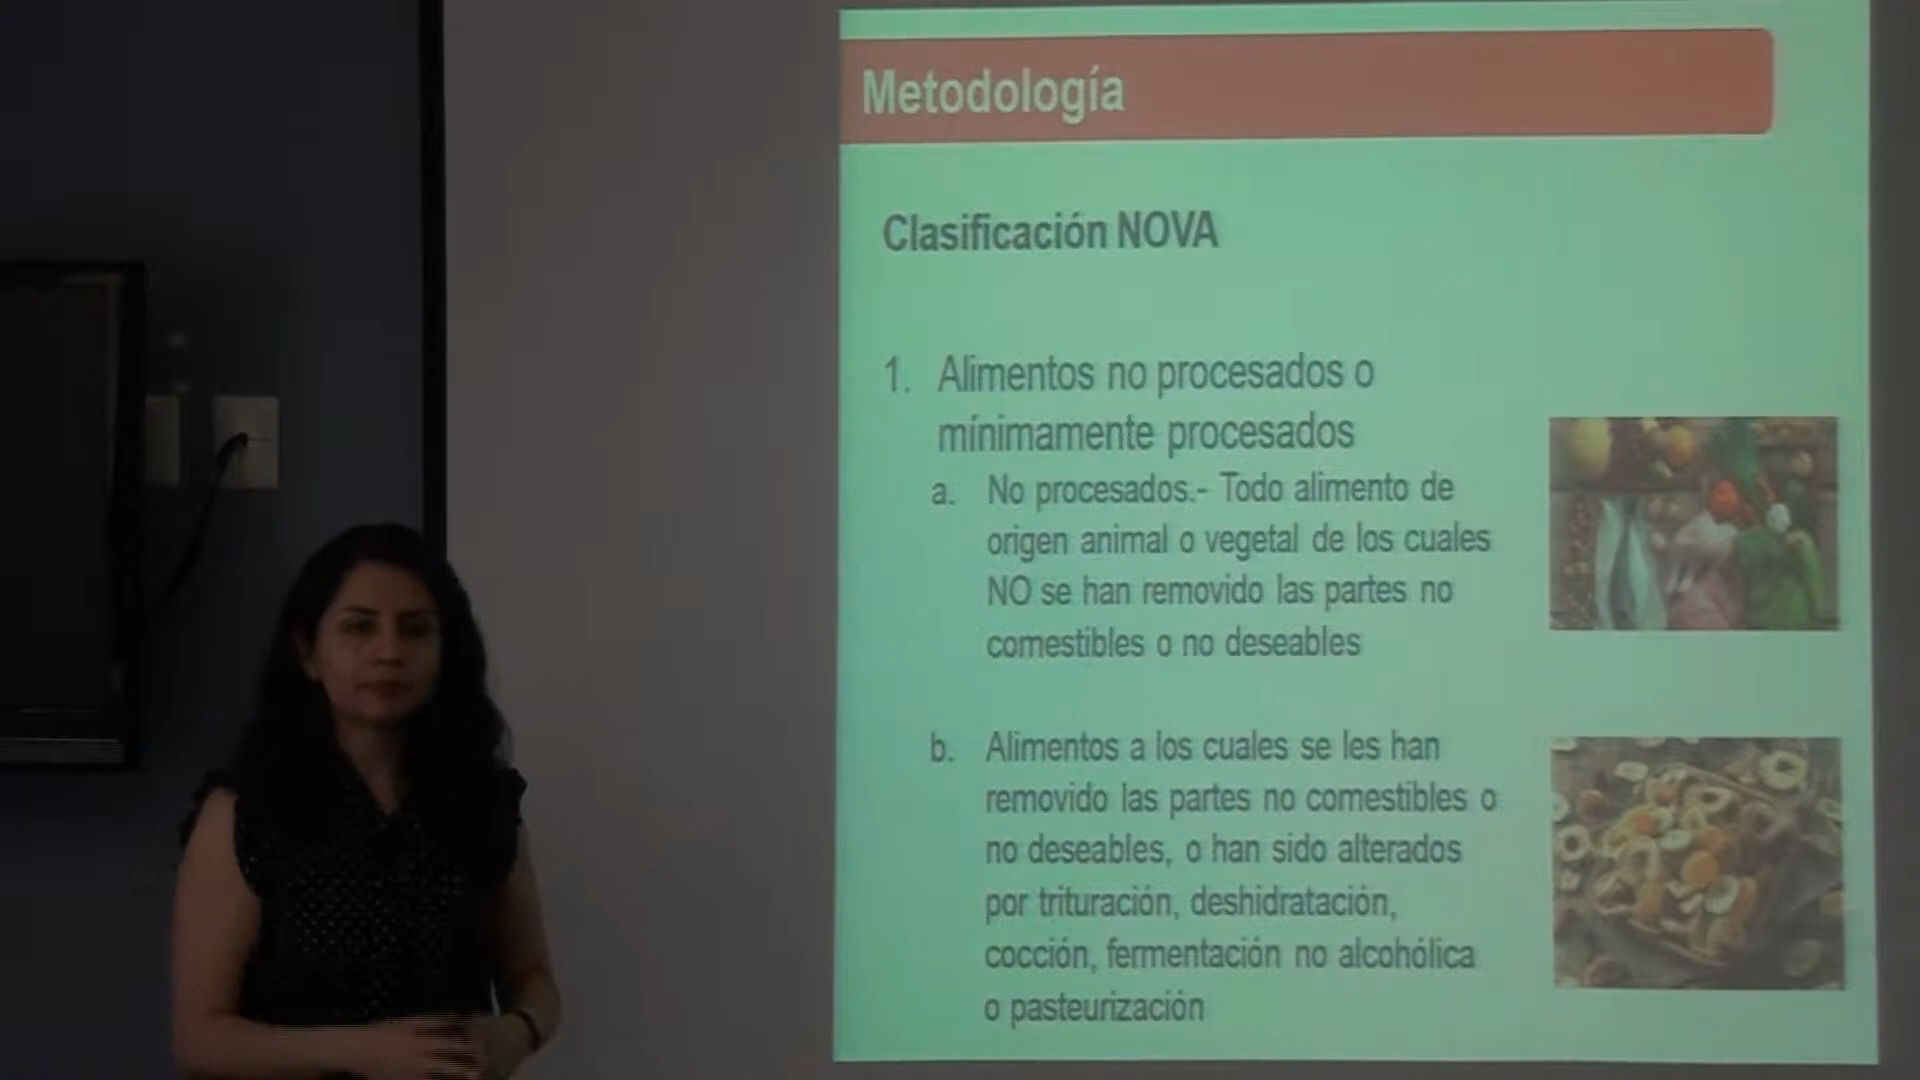 Metodología
Clasificación NOVA
1. Alimentos no procesados o
mínimamente procesados
a. No procesados.- Todo alimento de
origen animal o vegetal de los cuales
NO se han removido las partes no
comestibles o no deseables
b. Alimentos a los cuales se les han
removido las partes no comestibles o
no deseables, o han sido alterados
por trituración, deshidratación,
cocción, fermentación no alcohólica
o pasteurización